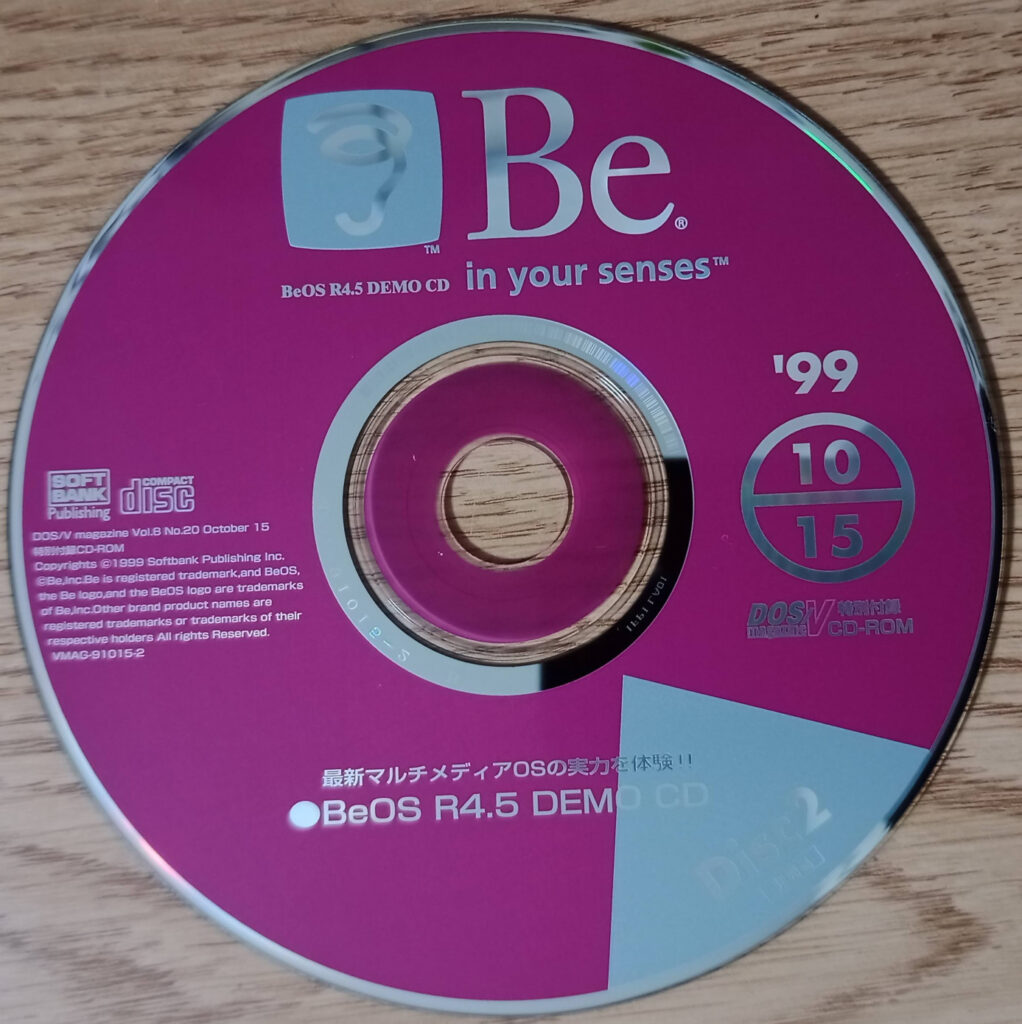 Be®
TM
BeOS R4.5 DEMO CD
in your senses™
'99
10
15
SOFT
BANK
Publishing
COMPACT
disc
DOS/V magazine Vol.8 No.20 October 15
特別付録CD-ROM
Copyrights ©1999 Softbank Publishing Inc.
©Be,Inc.Be is registered trademark,and BeOS,
the Be logo,and the BeOS logo are trademarks
of Be,Inc.Other brand product names are
registered trademarks or trademarks of their
respective holders All rights Reserved.
VMAG-91015-2
DOS/V 特別付録
magazine CD-ROM
最新マルチメディアOSの実力を体験!!
●BeOS R4.5 DEMO CD
Disc2